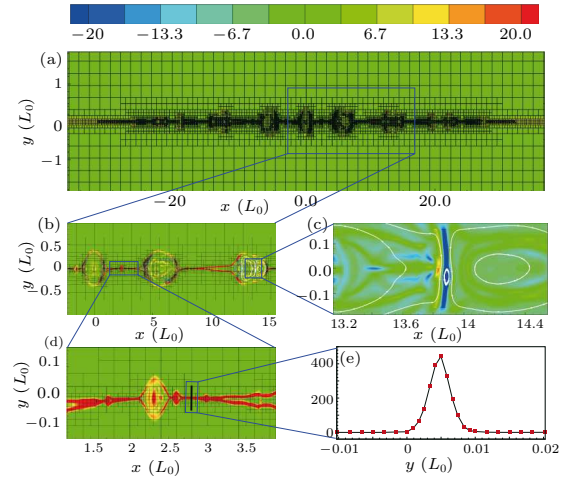 −20 −13.3 −6.7 0.0 6.7 13.3 20.0
(a)
1
0
−1
y (L0)
−20 0.0 20.0
x (L0)
(b)
0.5
0
y (L0)
0 5 10 15
x (L0)
(c)
0.1
0.0
−0.1
13.2 13.6 14 14.4
x (L0)
(d)
0.1
0.0
−0.1
y (L0)
1.5 2 2.5 3 3.5
x (L0)
(e)
400
200
0
−0.01 0 0.01 0.02
y (L0)